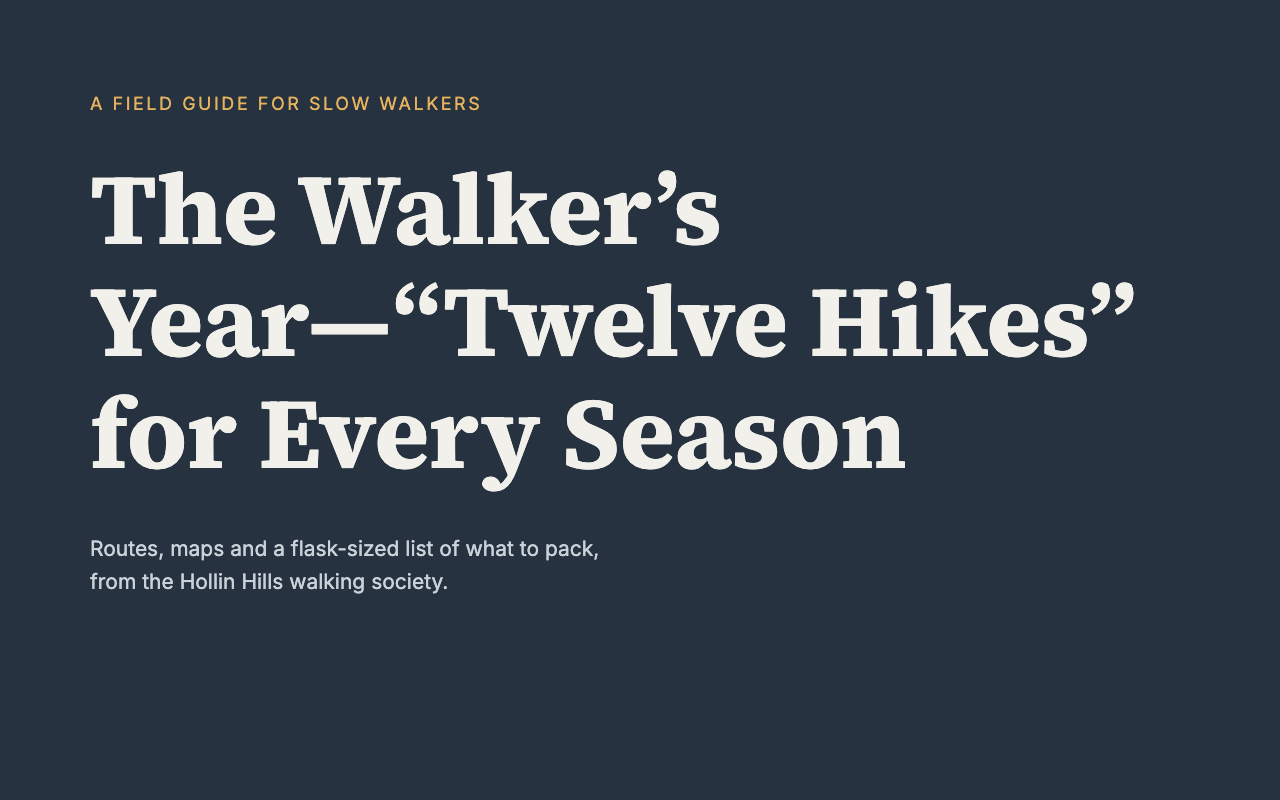 A FIELD GUIDE FOR SLOW WALKERS
The Walker’s
Year—“Twelve Hikes”
for Every Season
Routes, maps and a flask-sized list of what to pack,
from the Hollin Hills walking society.